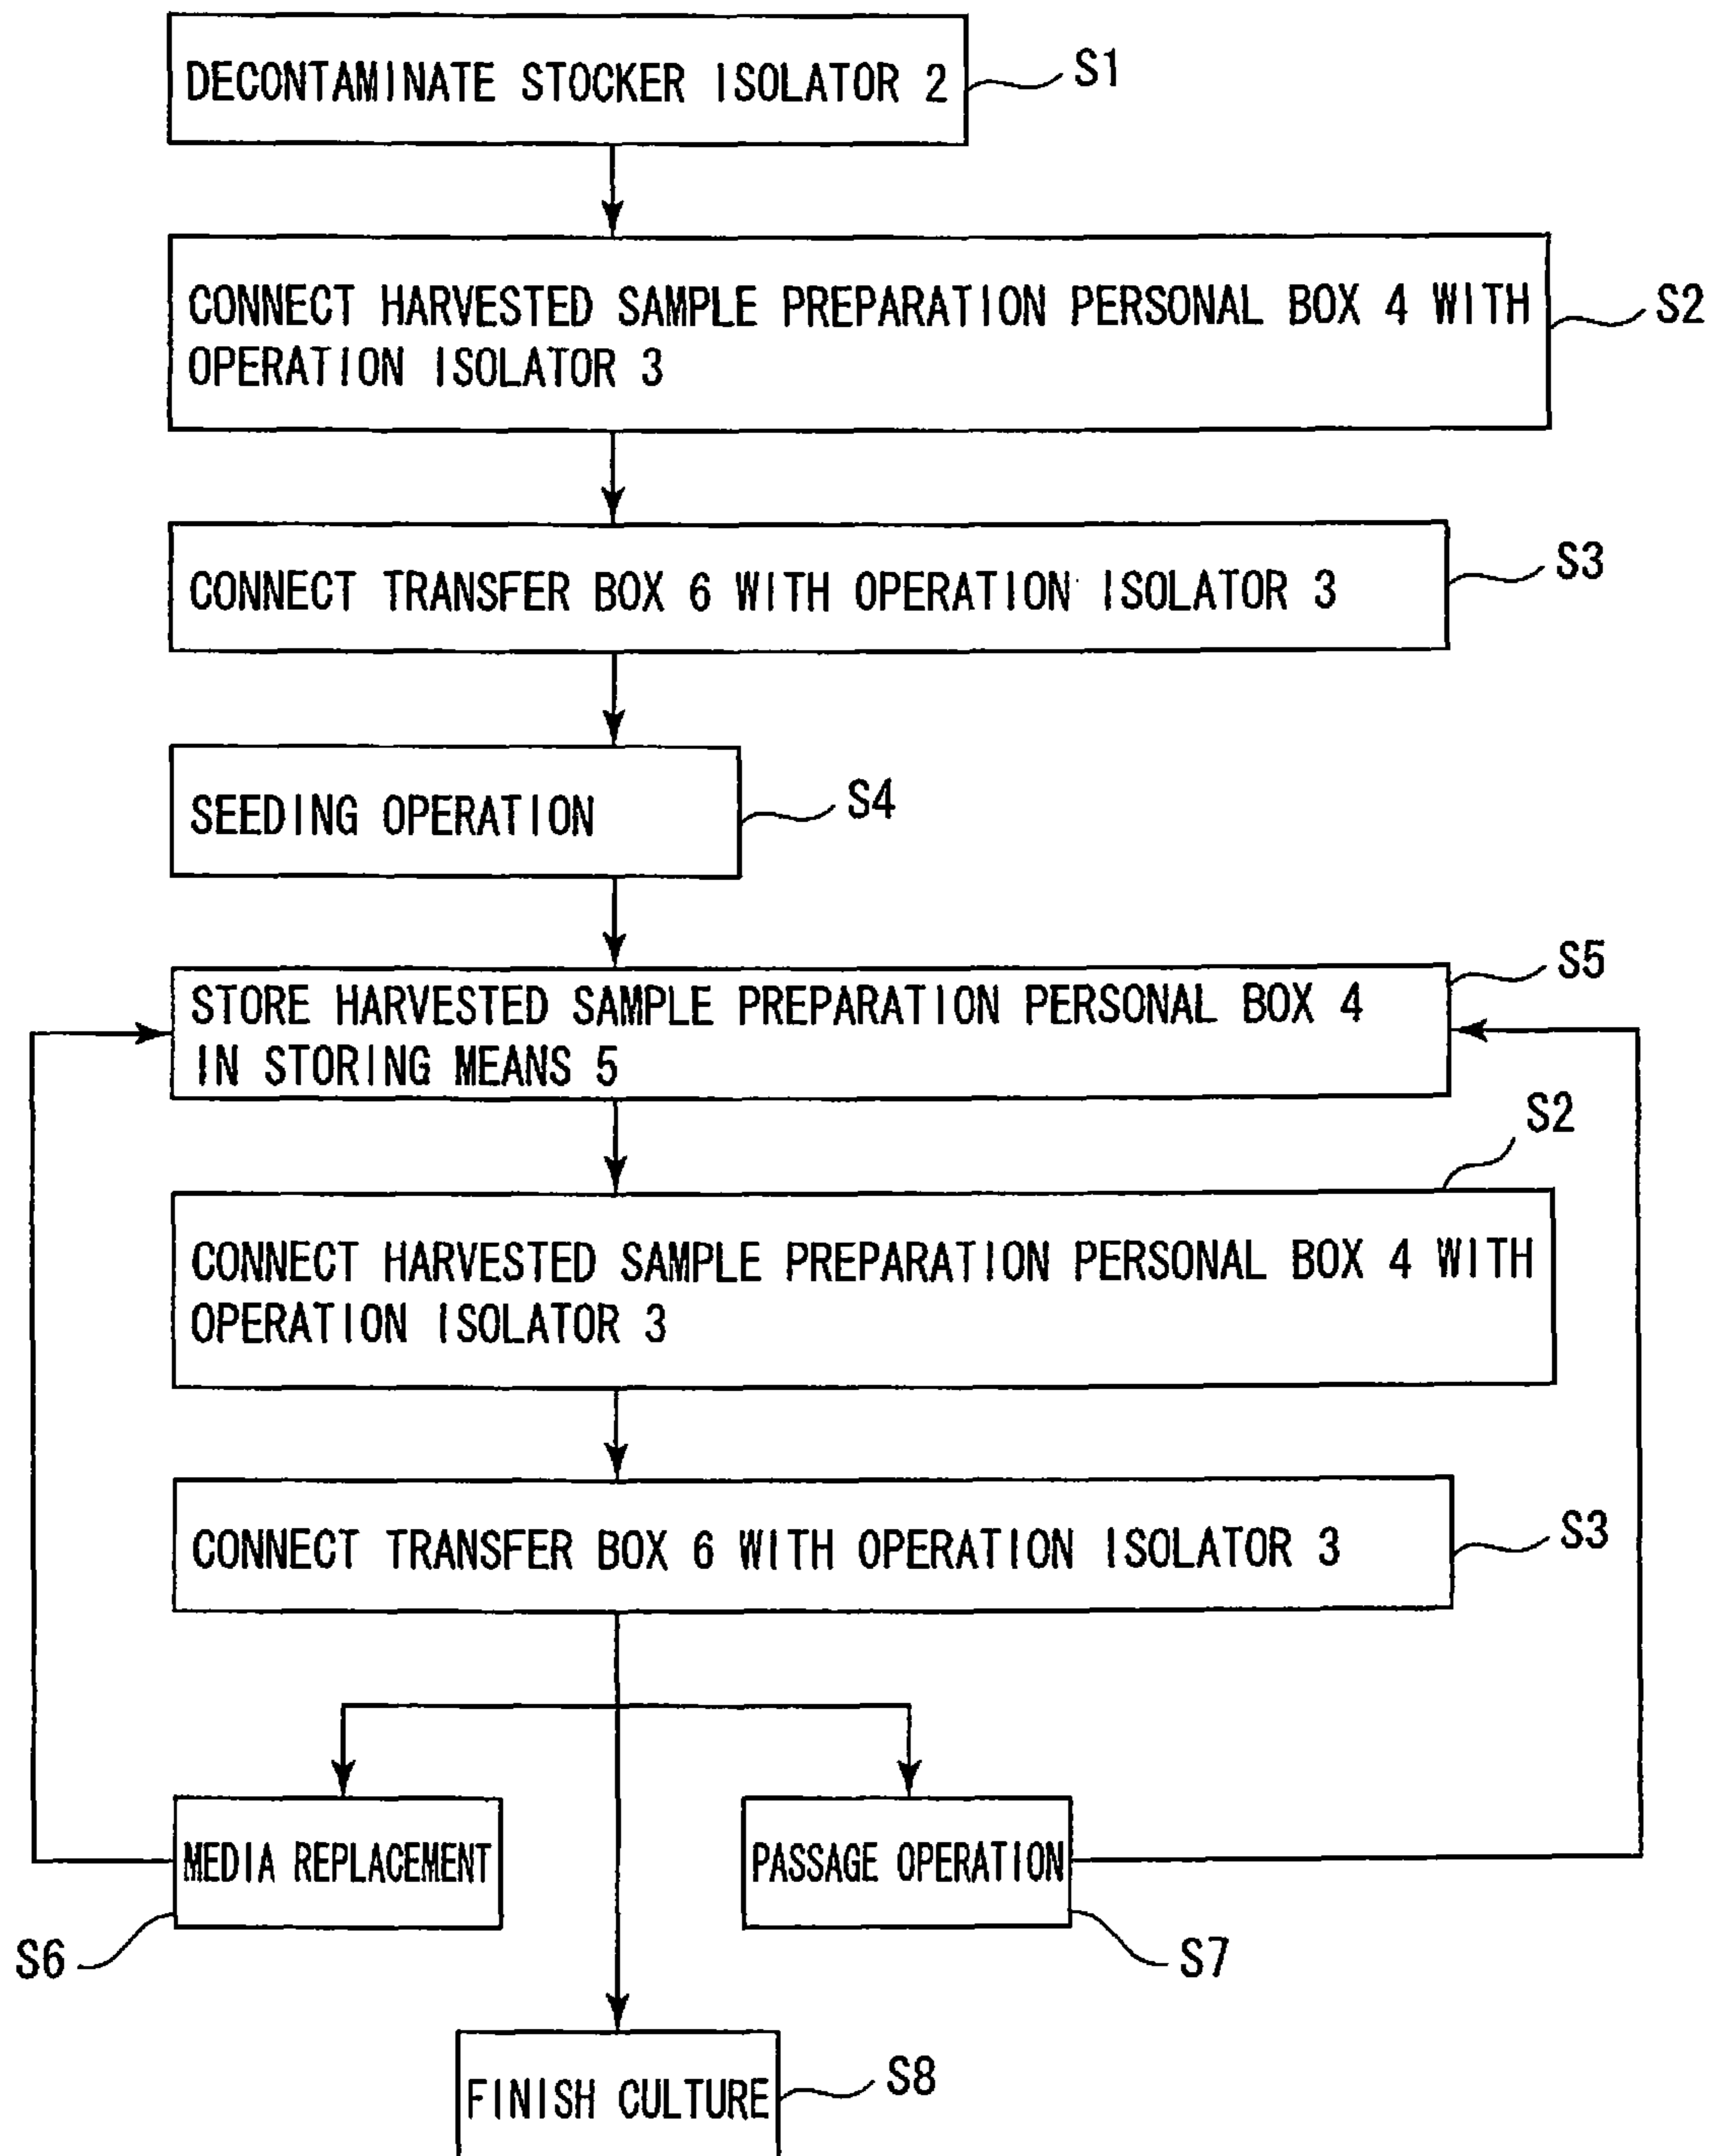 DECONTAMINATE STOCKER ISOLATOR 2
S1
CONNECT HARVESTED SAMPLE PREPARATION PERSONAL BOX 4 WITH
OPERATION ISOLATOR 3
S2
CONNECT TRANSFER BOX 6 WITH OPERATION ISOLATOR 3
S3
SEEDING OPERATION
S4
STORE HARVESTED SAMPLE PREPARATION PERSONAL BOX 4
IN STORING MEANS 5
S5
CONNECT HARVESTED SAMPLE PREPARATION PERSONAL BOX 4 WITH
OPERATION ISOLATOR 3
S2
CONNECT TRANSFER BOX 6 WITH OPERATION ISOLATOR 3
S3
MEDIA REPLACEMENT
S6
PASSAGE OPERATION
S7
FINISH CULTURE
S8